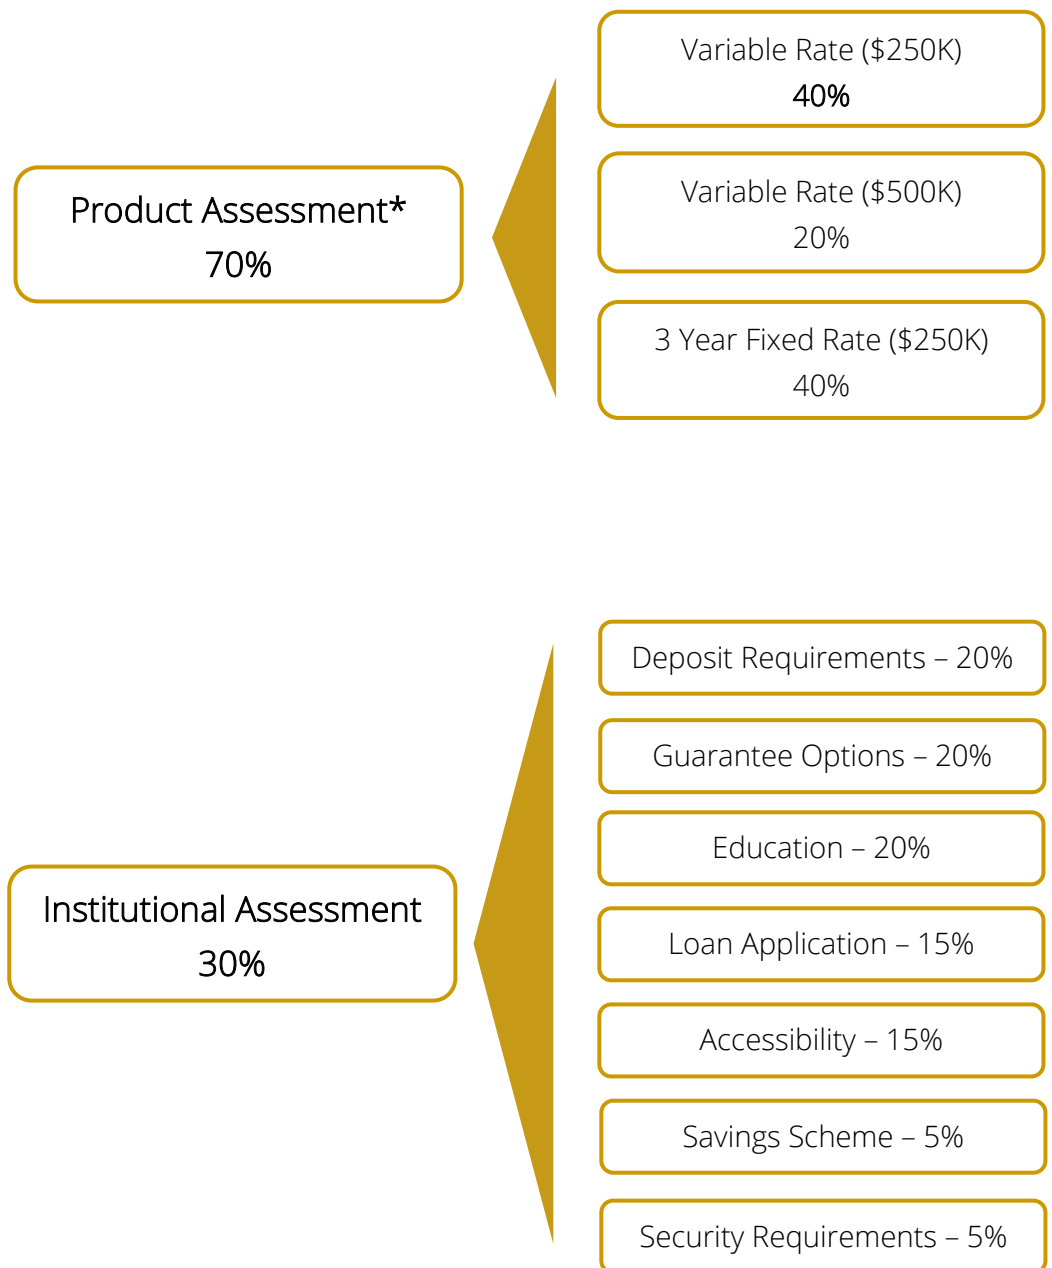 Variable Rate ($250K)
40%
Product Assessment*
70%
Variable Rate ($500K)
20%
3 Year Fixed Rate ($250K)
40%
Deposit Requirements – 20%
Guarantee Options – 20%
Education – 20%
Institutional Assessment
30%
Loan Application – 15%
Accessibility – 15%
Savings Scheme – 5%
Security Requirements – 5%